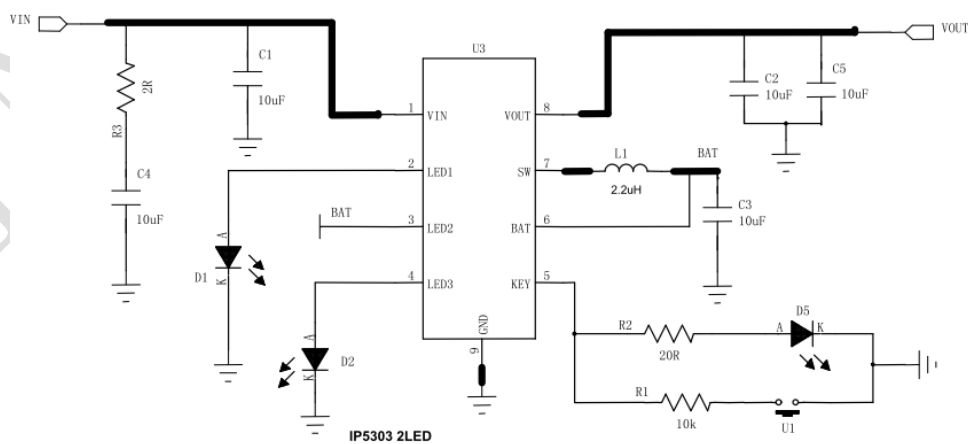 VIN
VOUT
U3
C1
10uF
2R
R3
C4
10uF
C2
10uF
C5
10uF
1
VIN
VOUT
8
2
LED1
SW
7
L1
2.2uH
BAT
BAT
3
LED2
BAT
6
C3
10uF
4
LED3
KEY
5
A
D1
K
A
D2
K
GND
9
R2
20R
A
D5
K
R1
10k
U1
IP5303 2LED